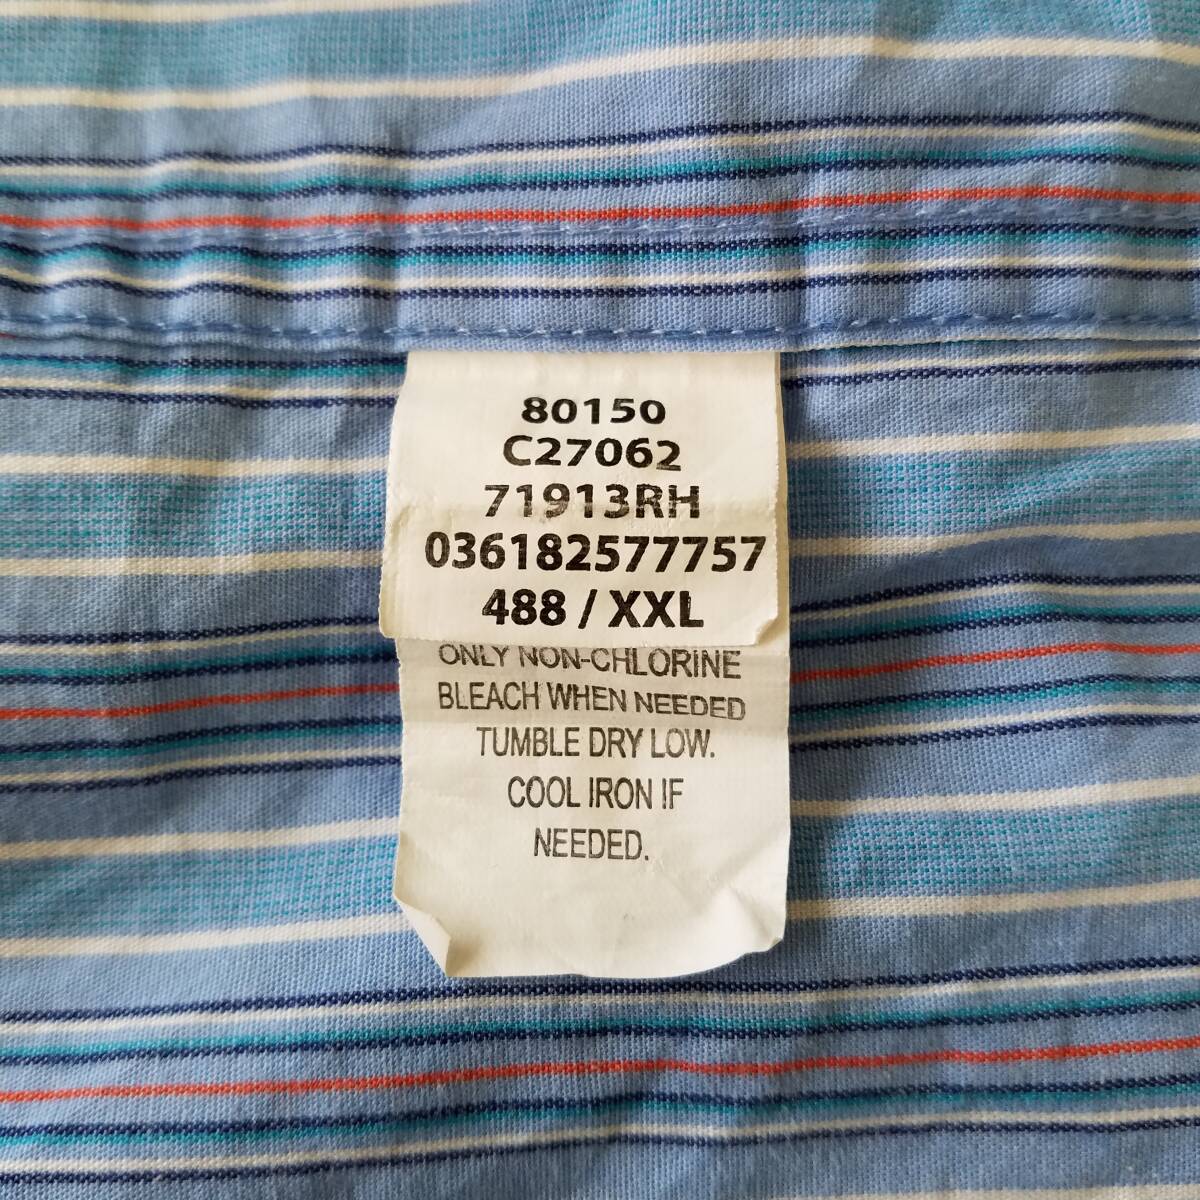 80150
C27062
71913RH
036182577757
488 / XXL
ONLY NON-CHLORINE
BLEACH WHEN NEEDED
TUMBLE DRY LOW.
COOL IRON IF
NEEDED.